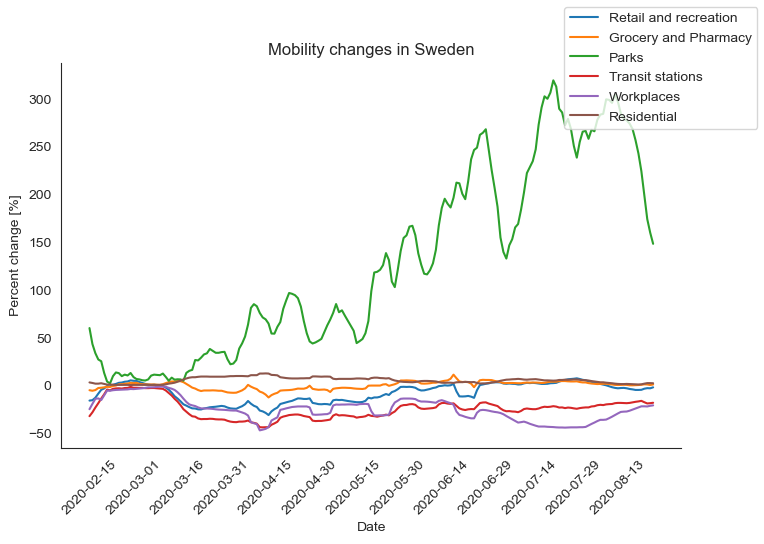 Mobility changes in Sweden
Retail and recreation
Grocery and Pharmacy
Parks
Transit stations
Workplaces
Residential
Percent change [%]
300
250
200
150
100
50
0
−50
2020-02-15
2020-03-01
2020-03-16
2020-03-31
2020-04-15
2020-04-30
2020-05-15
2020-05-30
2020-06-14
2020-06-29
2020-07-14
2020-07-29
2020-08-13
Date